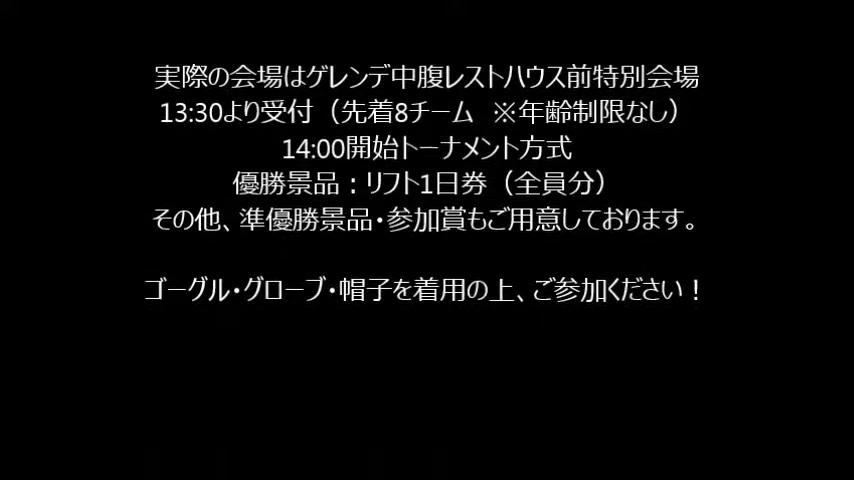 実際の会場はゲレンデ中腹レストハウス前特別会場
13:30より受付（先着8チーム　※年齢制限なし）
14:00開始トーナメント方式
優勝景品：リフト1日券（全員分）
その他、準優勝景品・参加賞もご用意しております。
ゴーグル・グローブ・帽子を着用の上、ご参加ください！